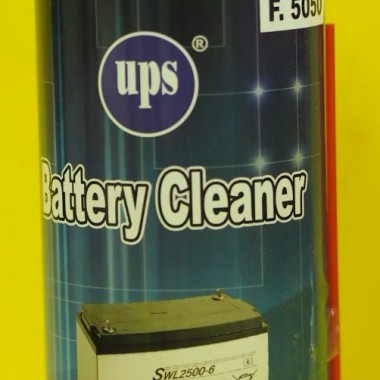 F. 5050
ups ®
Battery Cleaner
SWL2500-6